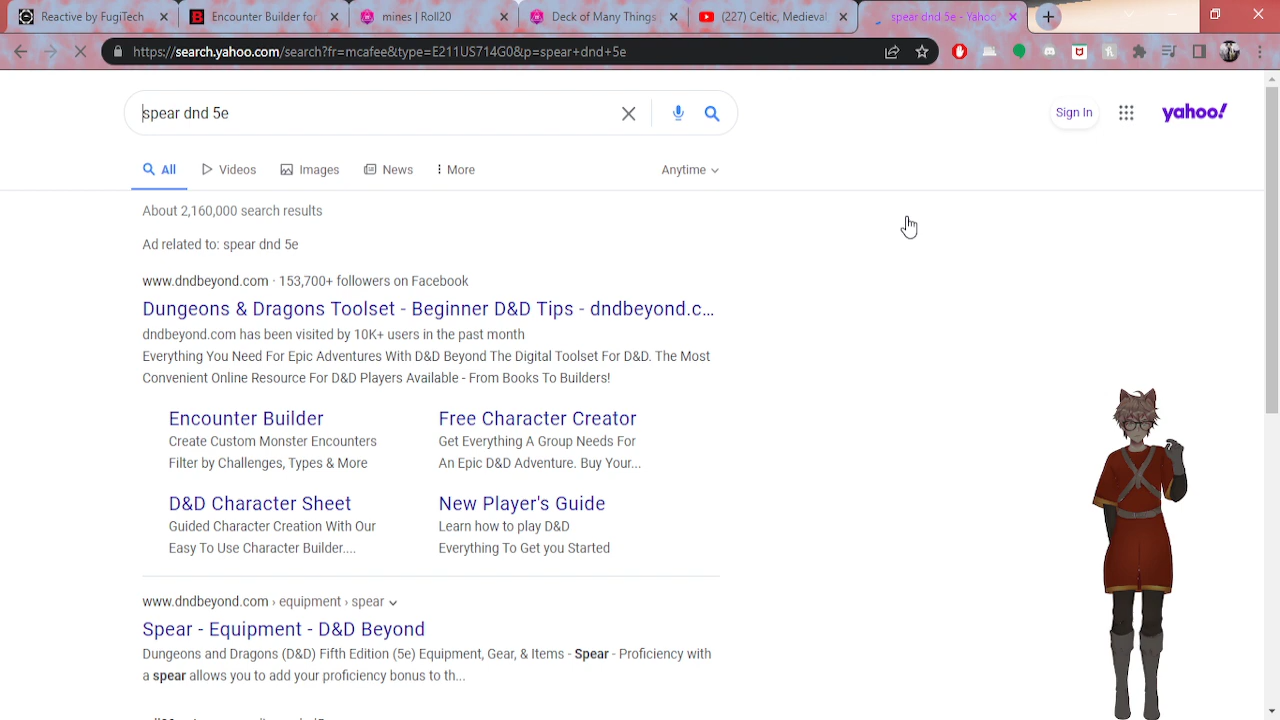 Reactive by FugiTech
Encounter Builder for
mines | Roll20
Deck of Many Things
(227) Celtic, Medieval
spear dnd 5e - Yahoo
https://search.yahoo.com/search?fr=mcafee&type=E211US714G0&p=spear+dnd+5e
spear dnd 5e
Sign In
yahoo!
All
Videos
Images
News
More
Anytime
About 2,160,000 search results
Ad related to: spear dnd 5e
www.dndbeyond.com · 153,700+ followers on Facebook
Dungeons & Dragons Toolset - Beginner D&D Tips - dndbeyond.c...
dndbeyond.com has been visited by 10K+ users in the past month
Everything You Need For Epic Adventures With D&D Beyond The Digital Toolset For D&D. The Most
Convenient Online Resource For D&D Players Available - From Books To Builders!
Encounter Builder
Create Custom Monster Encounters
Filter by Challenges, Types & More
Free Character Creator
Get Everything A Group Needs For
An Epic D&D Adventure. Buy Your...
D&D Character Sheet
Guided Character Creation With Our
Easy To Use Character Builder....
New Player's Guide
Learn how to play D&D
Everything To Get you Started
www.dndbeyond.com › equipment › spear
Spear - Equipment - D&D Beyond
Dungeons and Dragons (D&D) Fifth Edition (5e) Equipment, Gear, & Items - Spear - Proficiency with
a spear allows you to add your proficiency bonus to th...